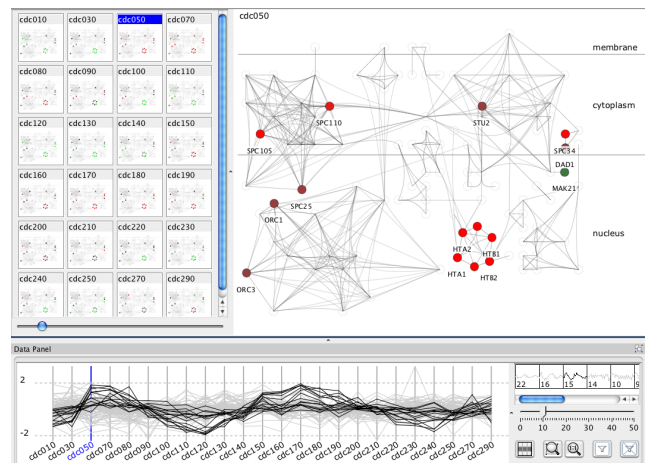 cdc010 cdc030 cdc050 cdc070
cdc080 cdc090 cdc100 cdc110
cdc120 cdc130 cdc140 cdc150
cdc160 cdc170 cdc180 cdc190
cdc200 cdc210 cdc220 cdc230
cdc240 cdc250 cdc270 cdc290
cdc050
membrane
cytoplasm
SPC110
STU2
SPC105
SPC34
DAD1
MAK21
SPC25
ORC1
nucleus
HTA2
HTB1
HTA1
HTB2
ORC3
Data Panel
2
-2
cdc010 cdc030 cdc050 cdc070 cdc080 cdc090 cdc100 cdc110 cdc120 cdc130 cdc140 cdc150 cdc160 cdc170 cdc180 cdc190 cdc200 cdc210 cdc220 cdc230 cdc240 cdc250 cdc270 cdc290
22 16 15 14 10 9
0 10 20 30 40 50